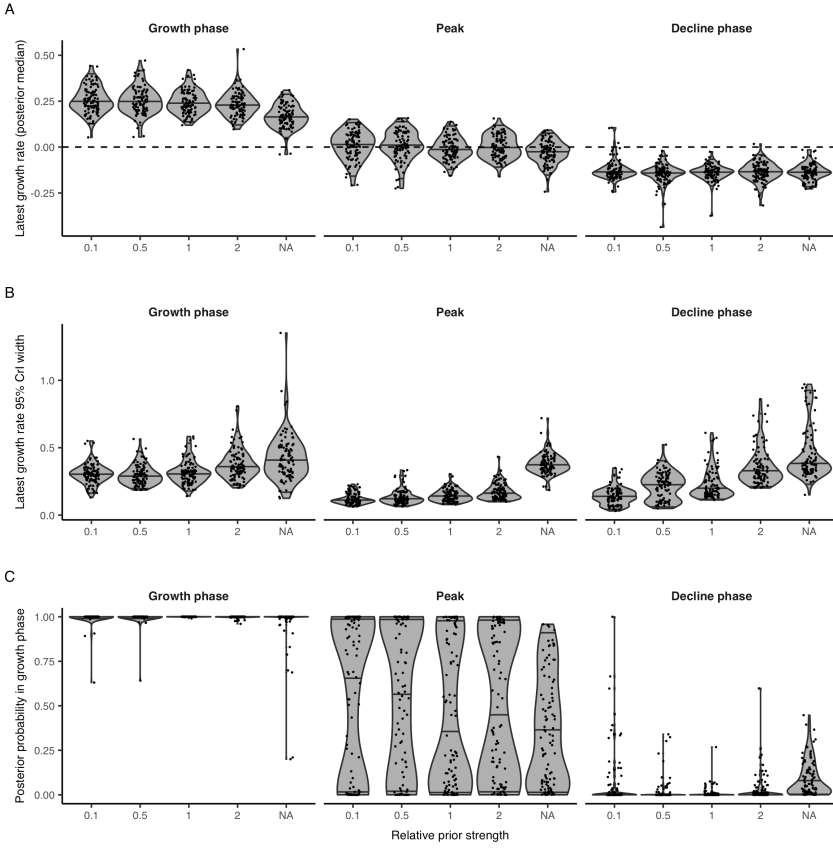 A
Growth phase Peak Decline phase
Latest growth rate (posterior median)
0.50
0.25
0.00
-0.25
0.1 0.5 1 2 NA 0.1 0.5 1 2 NA 0.1 0.5 1 2 NA
B
Growth phase Peak Decline phase
Latest growth rate 95% CrI width
1.0
0.5
0.0
0.1 0.5 1 2 NA 0.1 0.5 1 2 NA 0.1 0.5 1 2 NA
C
Growth phase Peak Decline phase
Posterior probability in growth phase
1.00
0.75
0.50
0.25
0.00
0.1 0.5 1 2 NA 0.1 0.5 1 2 NA 0.1 0.5 1 2 NA
Relative prior strength